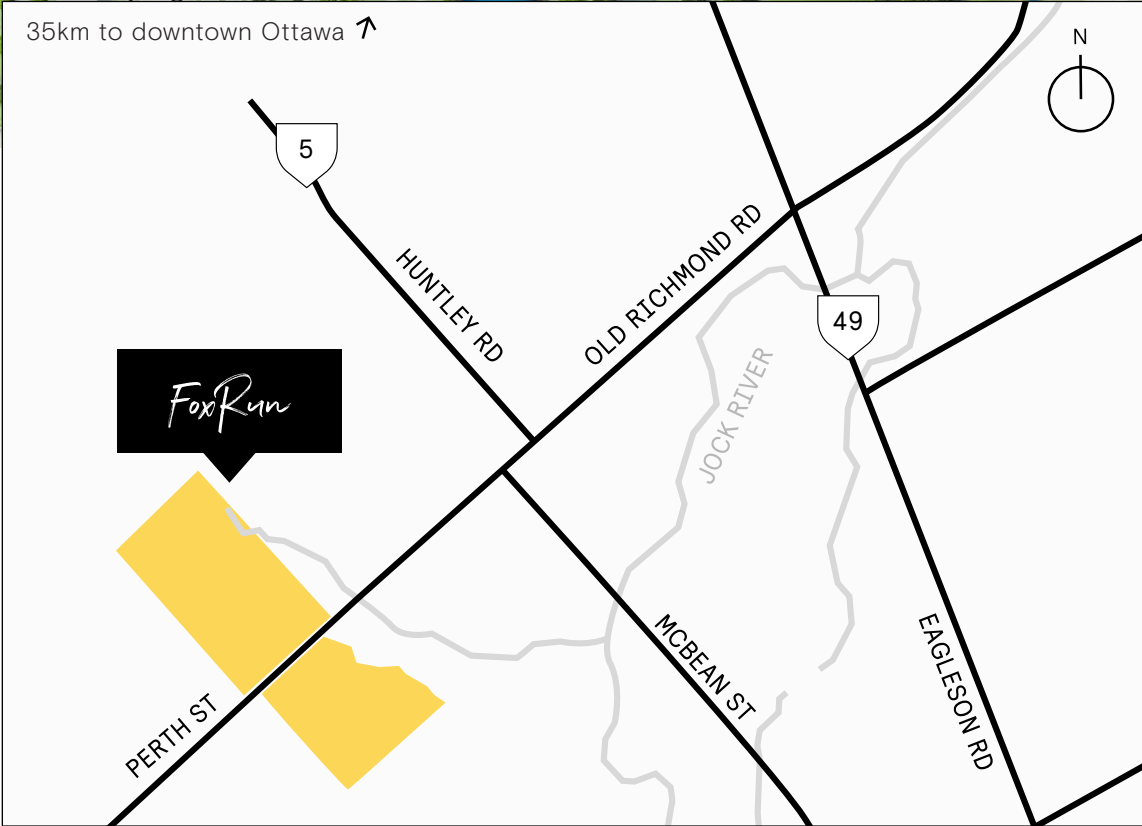 35km to downtown Ottawa ↗
N
5
HUNTLEY RD
OLD RICHMOND RD
49
FoxRun
JOCK RIVER
MCBEAN ST
EAGLESON RD
PERTH ST